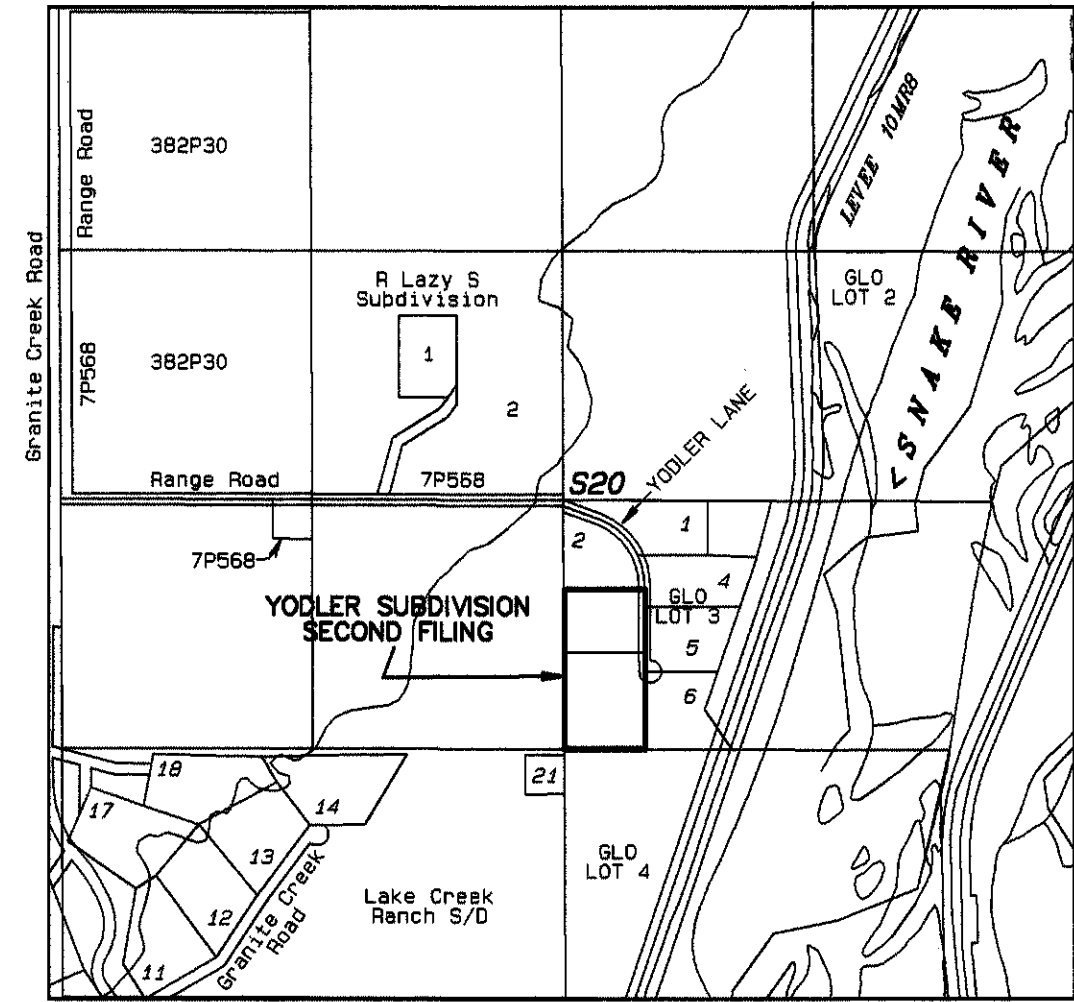 Range Road
382P30
LEVEE 10MR8
< SNAKE RIVER
GLO
LOT 2
Granite Creek Road
R Lazy S
Subdivision
1
2
7P568
382P30
YODLER LANE
Range Road
7P568
S20
1
2
7P568
4
GLO
LOT 3
YODLER SUBDIVISION
SECOND FILING
5
6
18
17
14
21
13
12
11
Granite Creek
Road
Lake Creek
Ranch S/D
GLO
LOT 4